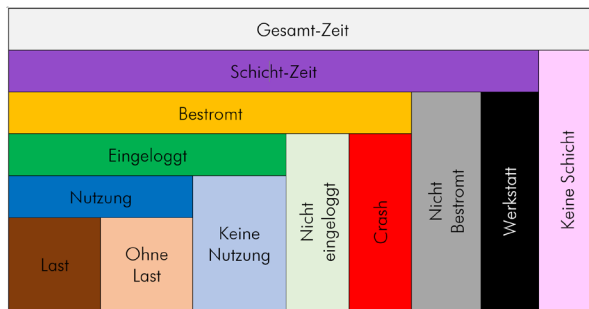 Gesamt-Zeit
Schicht-Zeit
Bestromt
Eingeloggt
Nutzung
Last
Ohne
Last
Keine
Nutzung
Nicht
eingeloggt
Crash
Nicht
Bestromt
Werkstatt
Keine Schicht